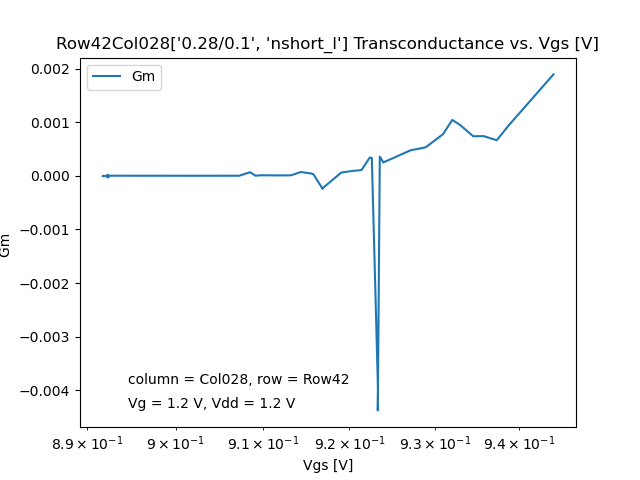 Row42Col028['0.28/0.1', 'nshort_l'] Transconductance vs. Vgs [V]
Gm
0.002
0.001
0.000
−0.001
−0.002
−0.003
−0.004
Gm
column = Col028, row = Row42
Vg = 1.2 V, Vdd = 1.2 V
8.9 × 10⁻¹ 9 × 10⁻¹ 9.1 × 10⁻¹ 9.2 × 10⁻¹ 9.3 × 10⁻¹ 9.4 × 10⁻¹
Vgs [V]